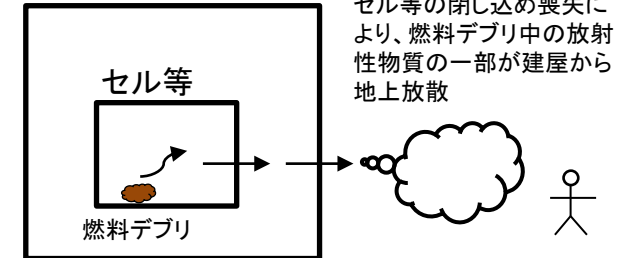 セル等の閉じ込め喪失に
より、燃料デブリ中の放射
性物質の一部が建屋から
地上放散
セル等
燃料デブリ